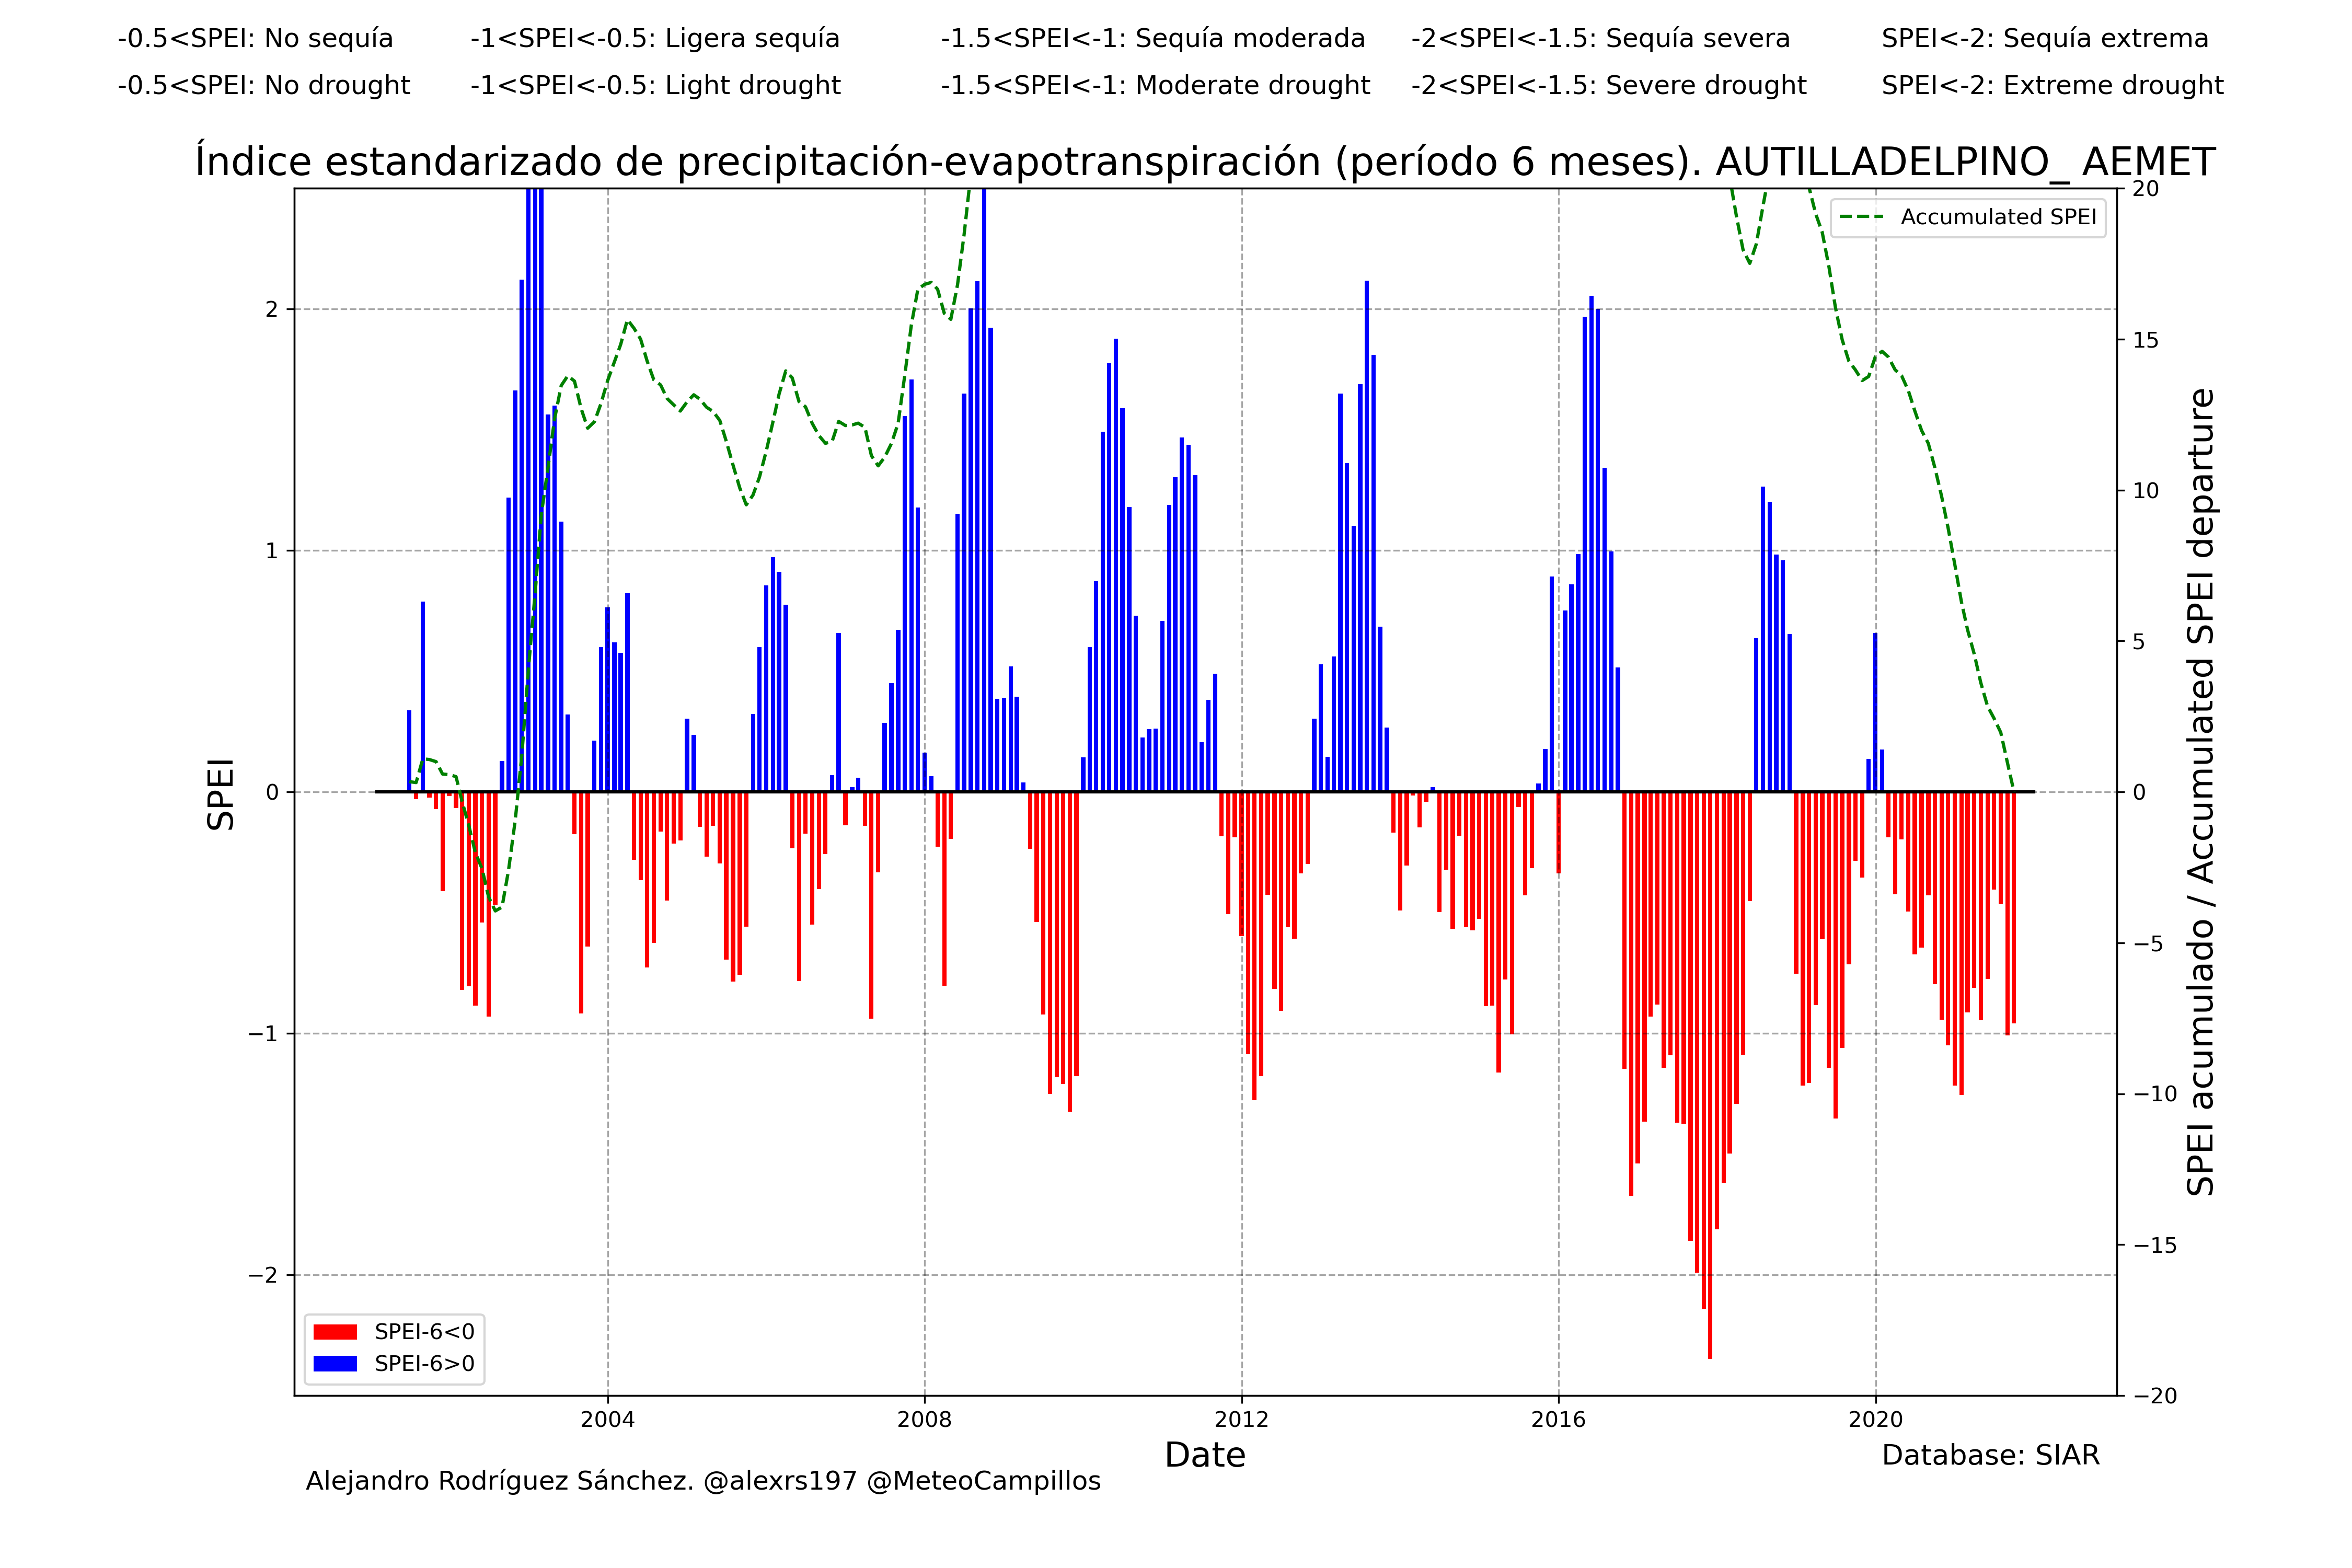 -0.5<SPEI: No sequía
-1<SPEI<-0.5: Ligera sequía
-1.5<SPEI<-1: Sequía moderada
-2<SPEI<-1.5: Sequía severa
SPEI<-2: Sequía extrema
-0.5<SPEI: No drought
-1<SPEI<-0.5: Light drought
-1.5<SPEI<-1: Moderate drought
-2<SPEI<-1.5: Severe drought
SPEI<-2: Extreme drought
Índice estandarizado de precipitación-evapotranspiración (período 6 meses). AUTILLADELPINO_ AEMET
Accumulated SPEI
SPEI
2
1
0
−1
−2
20
15
10
5
0
−5
−10
−15
−20
SPEI acumulado / Accumulated SPEI departure
SPEI-6<0
SPEI-6>0
2004
2008
2012
2016
2020
Date
Database: SIAR
Alejandro Rodríguez Sánchez. @alexrs197 @MeteoCampillos